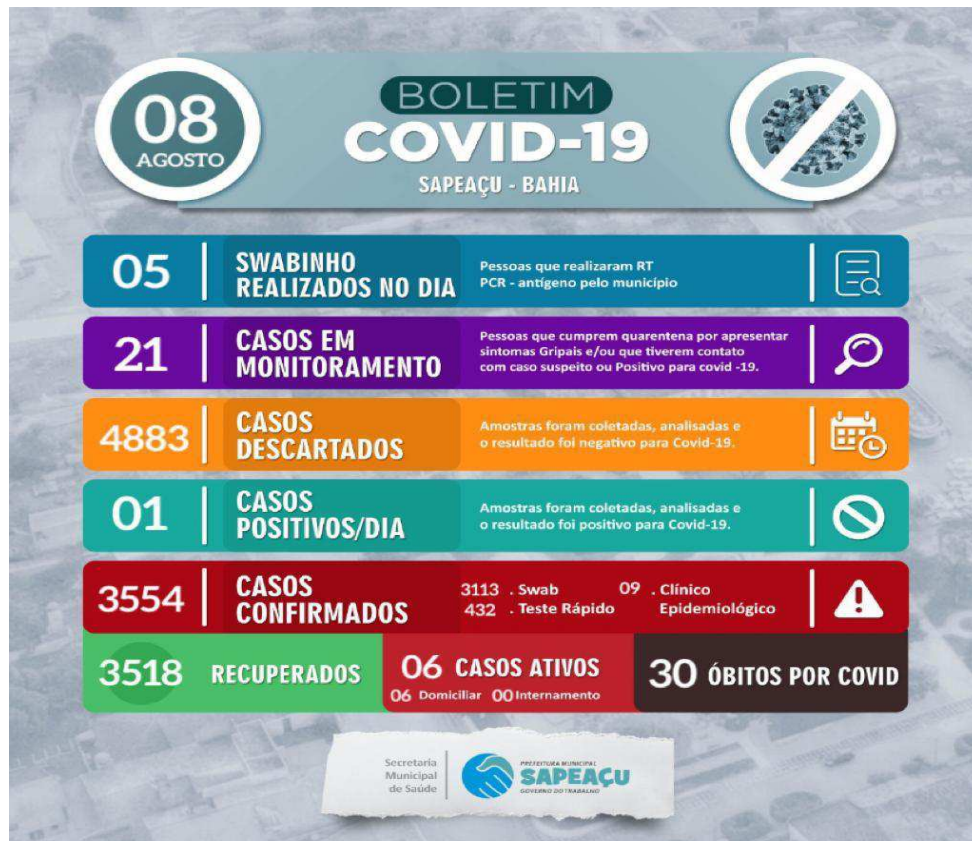 08
AGOSTO
BOLETIM
COVID-19
SAPEAÇU - BAHIA
05
SWABINHO
REALIZADOS NO DIA
Pessoas que realizaram RT
PCR - antígeno pelo município
21
CASOS EM
MONITORAMENTO
Pessoas que cumprem quarentena por apresentar
sintomas Gripais e/ou que tiverem contato
com caso suspeito ou Positivo para covid -19.
4883
CASOS
DESCARTADOS
Amostras foram coletadas, analisadas e
o resultado foi negativo para Covid-19.
01
CASOS
POSITIVOS/DIA
Amostras foram coletadas, analisadas e
o resultado foi positivo para Covid-19.
3554
CASOS
CONFIRMADOS
3113 . Swab
432 . Teste Rápido
09 . Clínico
Epidemiológico
3518 RECUPERADOS
06 CASOS ATIVOS
06 Domiciliar 00 Internamento
30 ÓBITOS POR COVID
Secretaria
Municipal
de Saúde
PREFEITURA MUNICIPAL
SAPEAÇU
GOVERNO DO TRABALHO